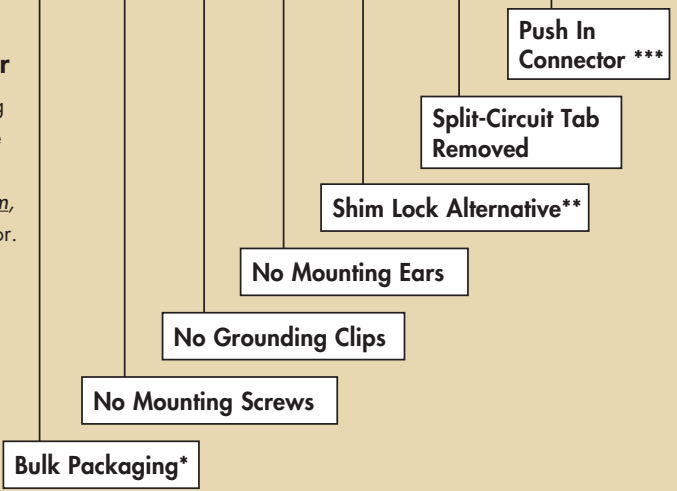 Push In
Connector ***
r
g
Split-Circuit Tab
Removed
m,
Shim Lock Alternative**
or.
No Mounting Ears
No Grounding Clips
No Mounting Screws
Bulk Packaging*